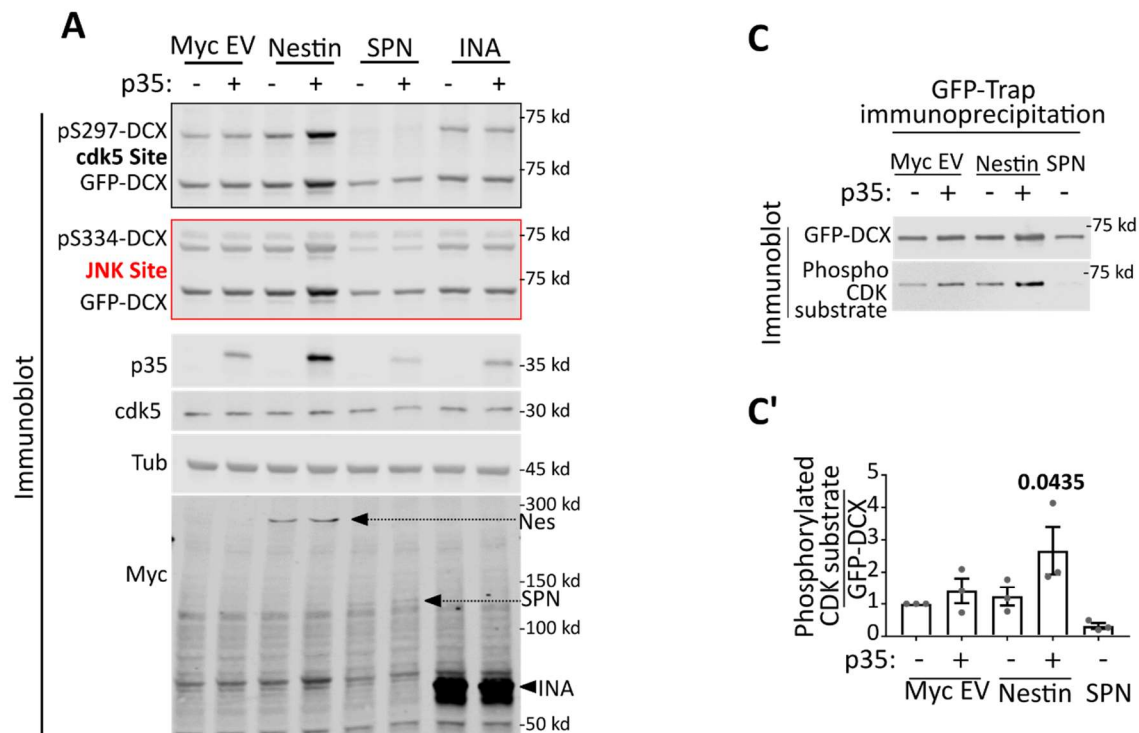 A
Myc EV Nestin SPN INA
p35: - + - + - + - +
Immunoblot
pS297-DCX
cdk5 Site
GFP-DCX
-75 kd
-75 kd
pS334-DCX
JNK Site
GFP-DCX
-75 kd
-75 kd
p35
-35 kd
cdk5
-30 kd
Tub
-45 kd
Myc
-300 kd
Nes
-150 kd
SPN
-100 kd
INA
-50 kd
C
GFP-Trap
immunoprecipitation
Myc EV Nestin SPN
p35: - + - + -
Immunoblot
GFP-DCX
-75 kd
Phospho
CDK
substrate
-75 kd
C'
Phosphorylated
CDK substrate
GFP-DCX
5
4
3
2
1
0
0.0435
p35: - + - + -
Myc EV Nestin SPN